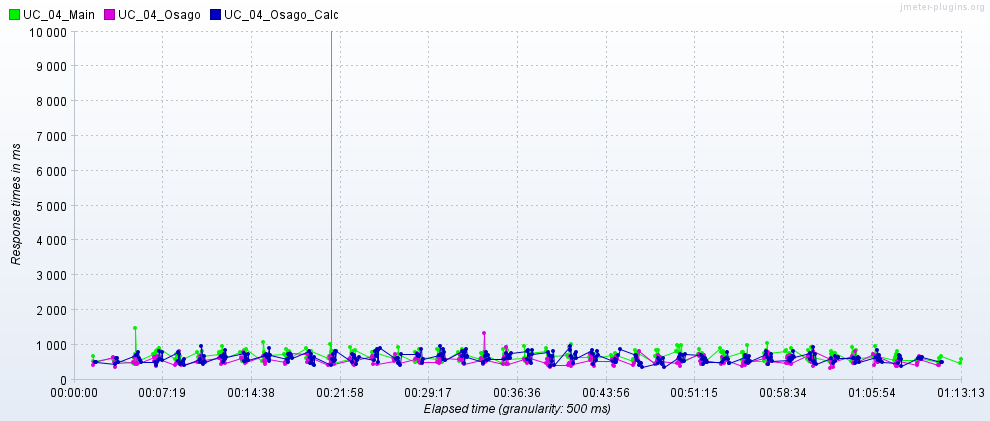 UC_04_Main UC_04_Osago UC_04_Osago_Calc
jmeter-plugins.org
10 000
9 000
8 000
7 000
6 000
5 000
4 000
3 000
2 000
1 000
0
Response times in ms
00:00:00 00:07:19 00:14:38 00:21:58 00:29:17 00:36:36 00:43:56 00:51:15 00:58:34 01:05:54 01:13:13
Elapsed time (granularity: 500 ms)